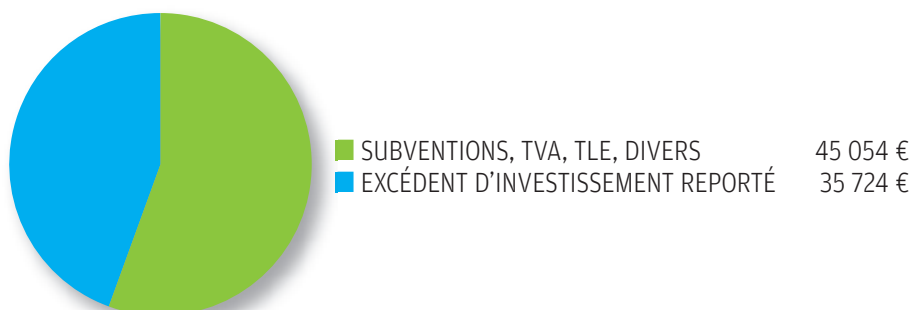 SUBVENTIONS, TVA, TLE, DIVERS 45 054 €
EXCÉDENT D’INVESTISSEMENT REPORTÉ 35 724 €